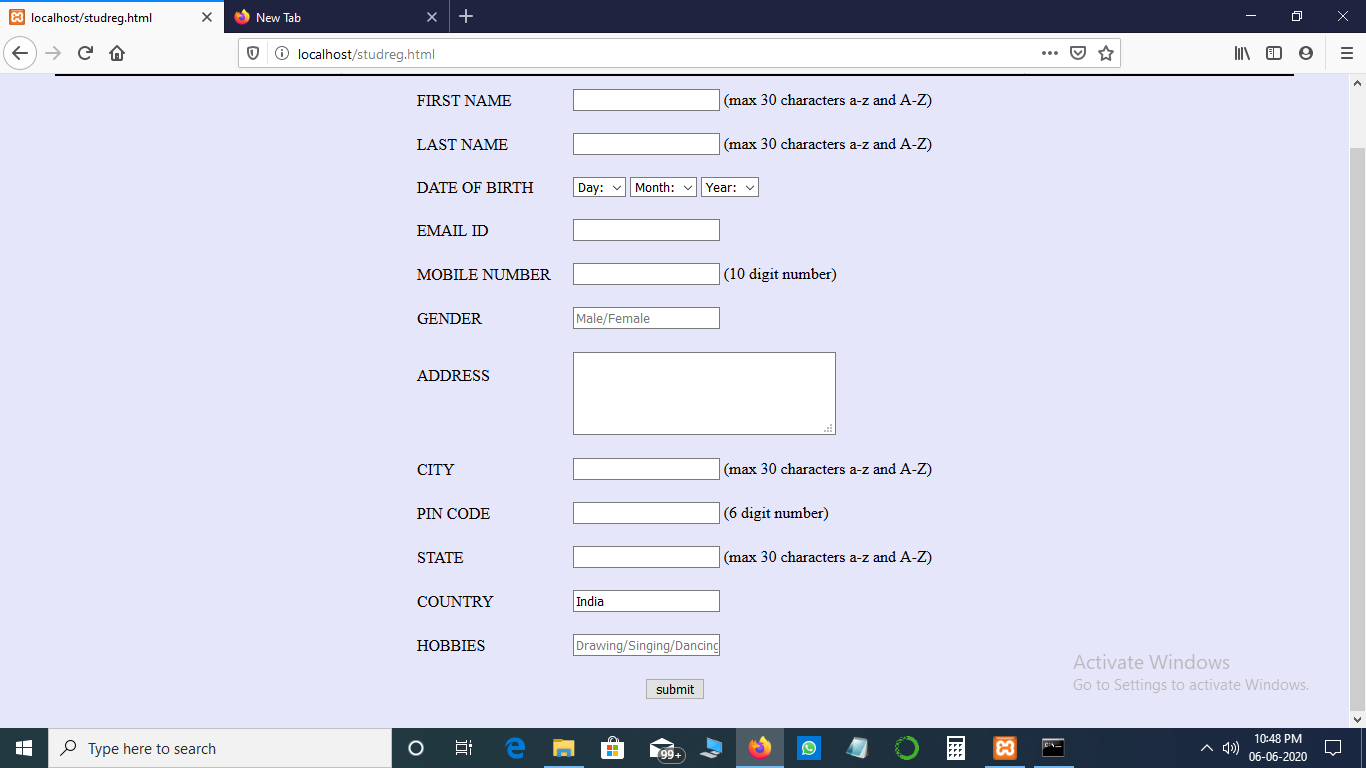 localhost/studreg.html
New Tab
localhost/studreg.html
FIRST NAME (max 30 characters a-z and A-Z)
LAST NAME (max 30 characters a-z and A-Z)
DATE OF BIRTH Day: Month: Year:
EMAIL ID
MOBILE NUMBER (10 digit number)
GENDER Male/Female
ADDRESS
CITY (max 30 characters a-z and A-Z)
PIN CODE (6 digit number)
STATE (max 30 characters a-z and A-Z)
COUNTRY India
HOBBIES Drawing/Singing/Dancing
submit
Activate Windows
Go to Settings to activate Windows.
Type here to search
99+
10:48 PM
06-06-2020